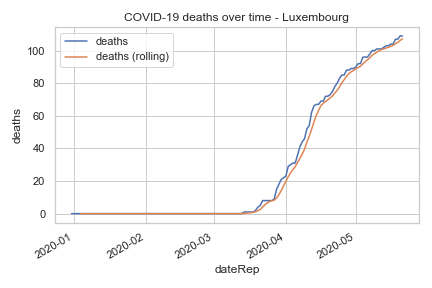 COVID-19 deaths over time - Luxembourg
deaths
deaths (rolling)
100
80
60
40
20
0
deaths
2020-01
2020-02
2020-03
2020-04
2020-05
dateRep